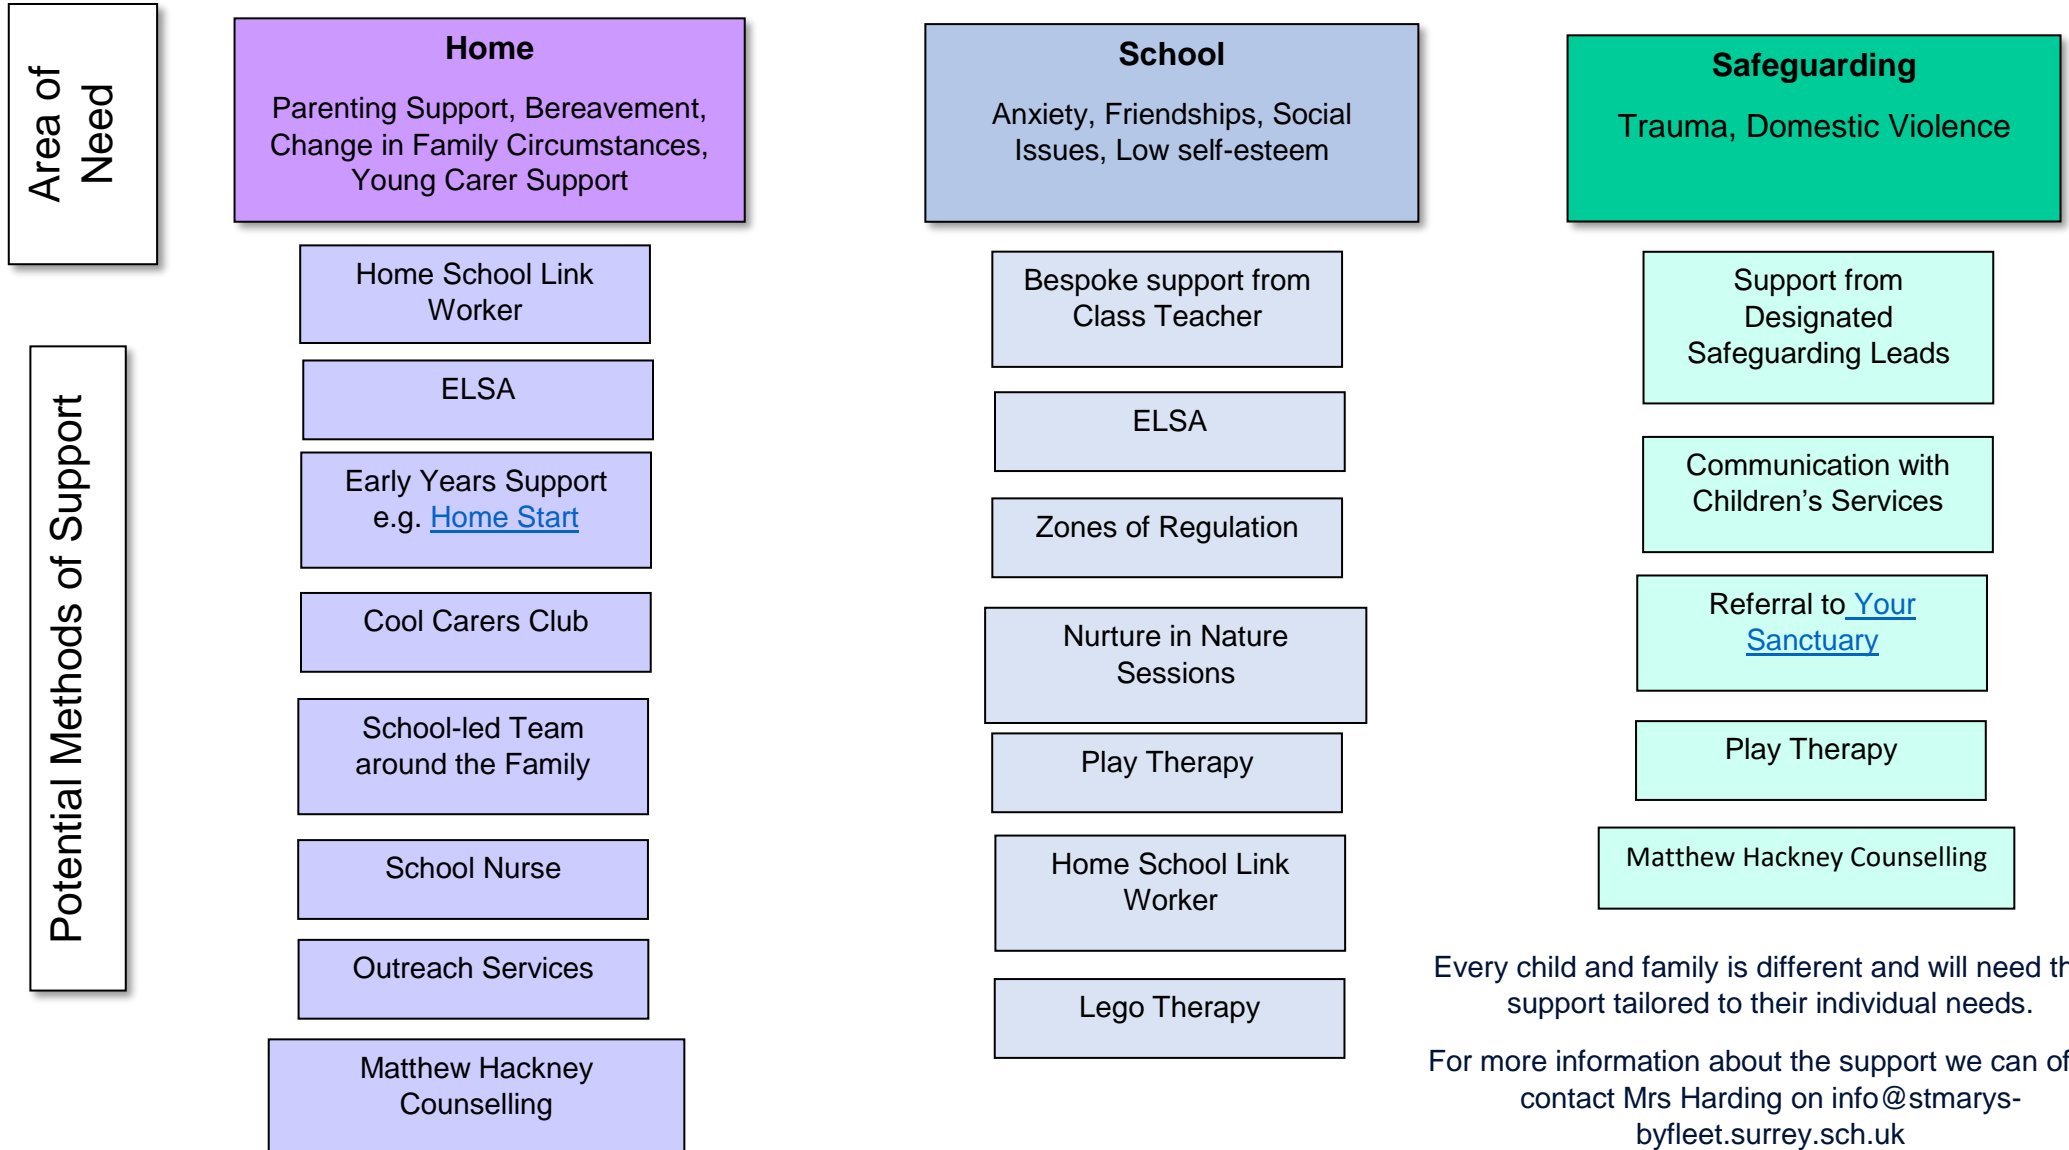 Area of
Need
Home
Parenting Support, Bereavement,
Change in Family Circumstances,
Young Carer Support
School
Anxiety, Friendships, Social
Issues, Low self-esteem
Safeguarding
Trauma, Domestic Violence
Potential Methods of Support
Home School Link
Worker
ELSA
Early Years Support
e.g. Home Start
Cool Carers Club
School-led Team
around the Family
School Nurse
Outreach Services
Matthew Hackney
Counselling
Bespoke support from
Class Teacher
ELSA
Zones of Regulation
Nurture in Nature
Sessions
Play Therapy
Home School Link
Worker
Lego Therapy
Support from
Designated
Safeguarding Leads
Communication with
Children’s Services
Referral to Your
Sanctuary
Play Therapy
Matthew Hackney Counselling
Every child and family is different and will need
support tailored to their individual needs.
For more information about the support we can
contact Mrs Harding on info@stmarys-
byfleet.surrey.sch.uk